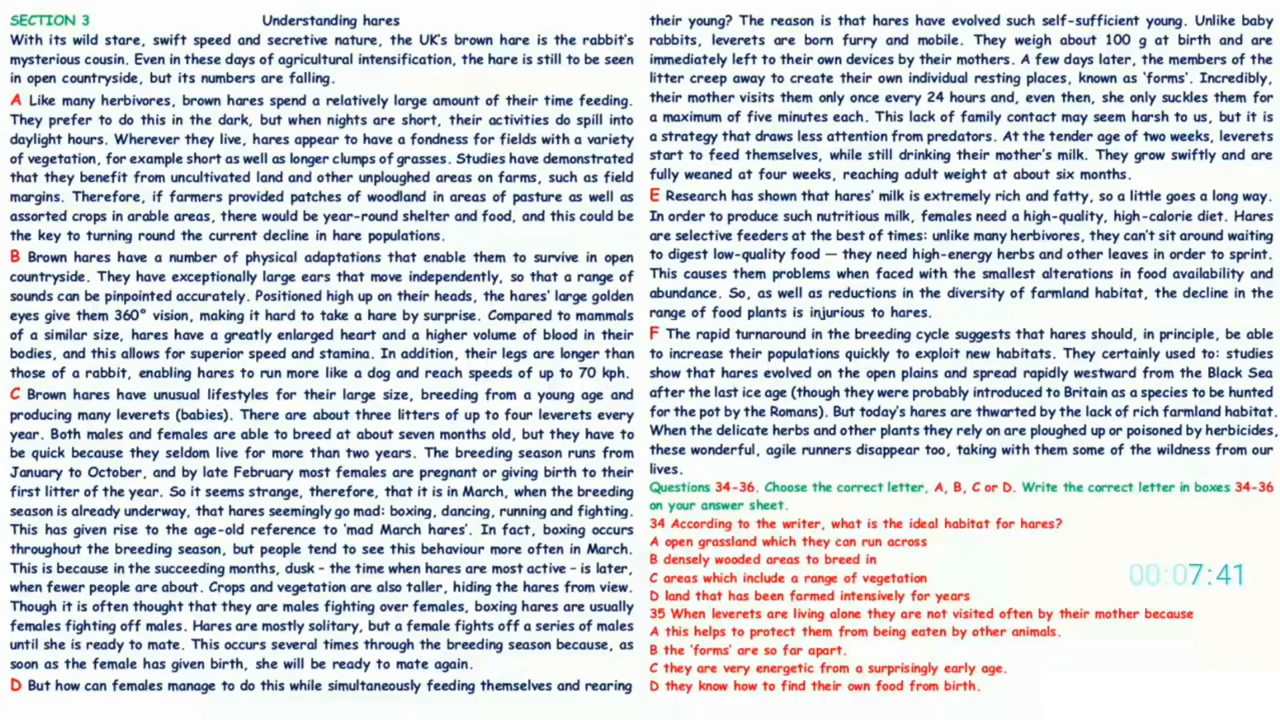 SECTION 3 Understanding hares
With its wild stare, swift speed and secretive nature, the UK's brown hare is the rabbit's
mysterious cousin. Even in these days of agricultural intensification, the hare is still to be seen
in open countryside, but its numbers are falling.
A Like many herbivores, brown hares spend a relatively large amount of their time feeding.
They prefer to do this in the dark, but when nights are short, their activities do spill into
daylight hours. Wherever they live, hares appear to have a fondness for fields with a variety
of vegetation, for example short as well as longer clumps of grasses. Studies have demonstrated
that they benefit from uncultivated land and other unploughed areas on farms, such as field
margins. Therefore, if farmers provided patches of woodland in areas of pasture as well as
assorted crops in arable areas, there would be year-round shelter and food, and this could be
the key to turning round the current decline in hare populations.
B Brown hares have a number of physical adaptations that enable them to survive in open
countryside. They have exceptionally large ears that move independently, so that a range of
sounds can be pinpointed accurately. Positioned high up on their heads, the hares' large golden
eyes give them 360° vision, making it hard to take a hare by surprise. Compared to mammals
of a similar size, hares have a greatly enlarged heart and a higher volume of blood in their
bodies, and this allows for superior speed and stamina. In addition, their legs are longer than
those of a rabbit, enabling hares to run more like a dog and reach speeds of up to 70 kph.
C Brown hares have unusual lifestyles for their large size, breeding from a young age and
producing many leverets (babies). There are about three litters of up to four leverets every
year. Both males and females are able to breed at about seven months old, but they have to
be quick because they seldom live for more than two years. The breeding season runs from
January to October, and by late February most females are pregnant or giving birth to their
first litter of the year. So it seems strange, therefore, that it is in March, when the breeding
season is already underway, that hares seemingly go mad: boxing, dancing, running and fighting.
This has given rise to the age-old reference to 'mad March hares'. In fact, boxing occurs
throughout the breeding season, but people tend to see this behaviour more often in March.
This is because in the succeeding months, dusk – the time when hares are most active – is later,
when fewer people are about. Crops and vegetation are also taller, hiding the hares from view.
Though it is often thought that they are males fighting over females, boxing hares are usually
females fighting off males. Hares are mostly solitary, but a female fights off a series of males
until she is ready to mate. This occurs several times through the breeding season because, as
soon as the female has given birth, she will be ready to mate again.
D But how can females manage to do this while simultaneously feeding themselves and rearing
their young? The reason is that hares have evolved such self-sufficient young. Unlike baby
rabbits, leverets are born furry and mobile. They weigh about 100 g at birth and are
immediately left to their own devices by their mothers. A few days later, the members of the
litter creep away to create their own individual resting places, known as 'forms'. Incredibly,
their mother visits them only once every 24 hours and, even then, she only suckles them for
a maximum of five minutes each. This lack of family contact may seem harsh to us, but it is
a strategy that draws less attention from predators. At the tender age of two weeks, leverets
start to feed themselves, while still drinking their mother's milk. They grow swiftly and are
fully weaned at four weeks, reaching adult weight at about six months.
E Research has shown that hares' milk is extremely rich and fatty, so a little goes a long way.
In order to produce such nutritious milk, females need a high-quality, high-calorie diet. Hares
are selective feeders at the best of times: unlike many herbivores, they can't sit around waiting
to digest low-quality food — they need high-energy herbs and other leaves in order to sprint.
This causes them problems when faced with the smallest alterations in food availability and
abundance. So, as well as reductions in the diversity of farmland habitat, the decline in the
range of food plants is injurious to hares.
F The rapid turnaround in the breeding cycle suggests that hares should, in principle, be able
to increase their populations quickly to exploit new habitats. They certainly used to: studies
show that hares evolved on the open plains and spread rapidly westward from the Black Sea
after the last ice age (though they were probably introduced to Britain as a species to be hunted
for the pot by the Romans). But today's hares are thwarted by the lack of rich farmland habitat.
When the delicate herbs and other plants they rely on are ploughed up or poisoned by herbicides,
these wonderful, agile runners disappear too, taking with them some of the wildness from our
lives.
Questions 34-36. Choose the correct letter, A, B, C or D. Write the correct letter in boxes 34-36
on your answer sheet.
34 According to the writer, what is the ideal habitat for hares?
A open grassland which they can run across
B densely wooded areas to breed in
C areas which include a range of vegetation
D land that has been farmed intensively for years
35 When leverets are living alone they are not visited often by their mother because
A this helps to protect them from being eaten by other animals.
B the 'forms' are so far apart.
C they are very energetic from a surprisingly early age.
D they know how to find their own food from birth.
00:07:41